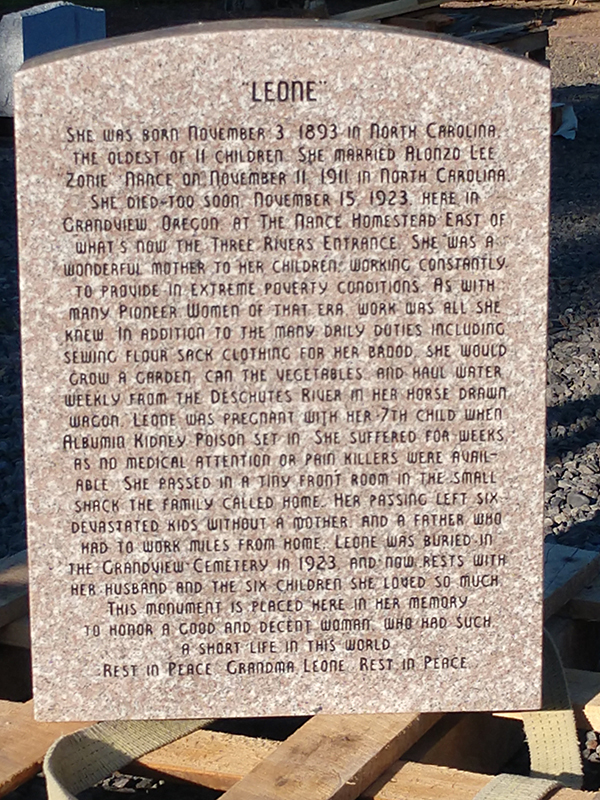 "LEONE"
SHE WAS BORN NOVEMBER 3, 1893 IN NORTH CAROLINA,
THE OLDEST OF 11 CHILDREN. SHE MARRIED ALONZO LEE
"ZONIE" NANCE ON NOVEMBER 11, 1911 IN NORTH CAROLINA.
SHE DIED-TOO SOON, NOVEMBER 15, 1923, HERE IN
GRANDVIEW, OREGON, AT THE NANCE HOMESTEAD EAST OF
WHAT'S NOW THE THREE RIVERS ENTRANCE. SHE WAS A
WONDERFUL MOTHER TO HER CHILDREN, WORKING CONSTANTLY
TO PROVIDE IN EXTREME POVERTY CONDITIONS. AS WITH
MANY PIONEER WOMEN OF THAT ERA, WORK WAS ALL SHE
KNEW. IN ADDITION TO THE MANY DAILY DUTIES INCLUDING
SEWING FLOUR SACK CLOTHING FOR HER BROOD, SHE WOULD
GROW A GARDEN, CAN THE VEGETABLES, AND HAUL WATER
WEEKLY FROM THE DESCHUTES RIVER IN HER HORSE DRAWN
WAGON. LEONE WAS PREGNANT WITH HER 7TH CHILD WHEN
ALBUMIN KIDNEY POISON SET IN. SHE SUFFERED FOR WEEKS,
AS NO MEDICAL ATTENTION OR PAIN KILLERS WERE AVAIL-
ABLE. SHE PASSED IN A TINY FRONT ROOM IN THE SMALL
SHACK THE FAMILY CALLED HOME. HER PASSING LEFT SIX
DEVASTATED KIDS WITHOUT A MOTHER, AND A FATHER WHO
HAD TO WORK MILES FROM HOME. LEONE WAS BURIED IN
THE GRANDVIEW CEMETERY IN 1923, AND NOW RESTS WITH
HER HUSBAND AND THE SIX CHILDREN SHE LOVED SO MUCH.
THIS MONUMENT IS PLACED HERE IN HER MEMORY
TO HONOR A GOOD AND DECENT WOMAN, WHO HAD SUCH
A SHORT LIFE IN THIS WORLD.
REST IN PEACE, GRANDMA LEONE, REST IN PEACE.